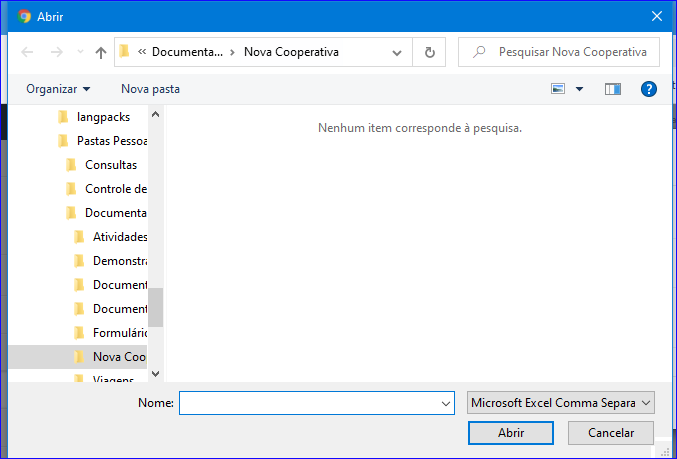 Abrir
« Documenta... > Nova Cooperativa
Pesquisar Nova Cooperativa
Organizar
Nova pasta
langpacks
Pastas Pessoa
Consultas
Controle de
Documenta
Atividades
Demonstra
Document
Document
Formulário
Nova Coo
Viagens
Nenhum item corresponde à pesquisa.
Nome:
Microsoft Excel Comma Separa
Abrir
Cancelar